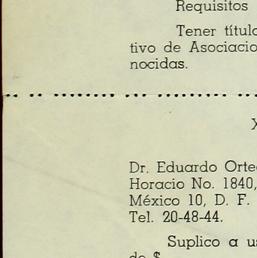 Requisitos
Tener títul
tivo de Asociacio
nocidas.
X
Dr. Eduardo Orte
Horacio No. 1840,
México 10, D. F.
Tel. 20-48-44.
Suplico a u
de $